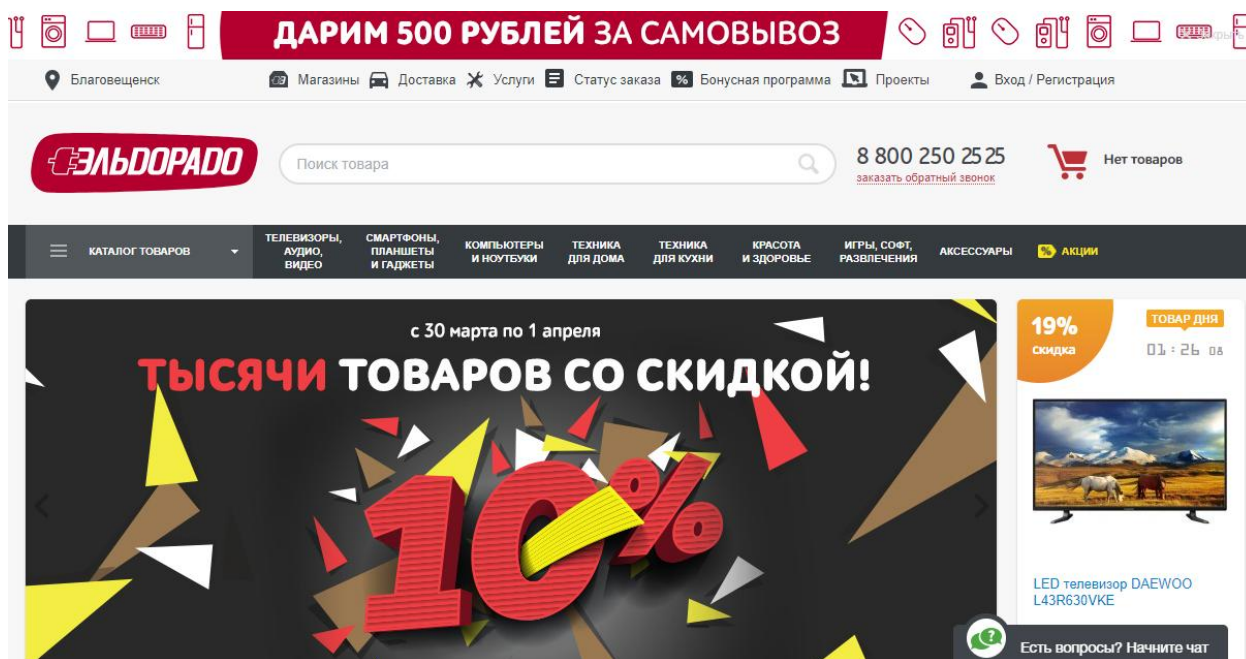 ДАРИМ 500 РУБЛЕЙ ЗА САМОВЫВОЗ
Закрыть
Благовещенск
Магазины Доставка Услуги Статус заказа % Бонусная программа Проекты Вход / Регистрация
ЭЛЬDОРАDО
Поиск товара
8 800 250 25 25
заказать обратный звонок
Нет товаров
КАТАЛОГ ТОВАРОВ
ТЕЛЕВИЗОРЫ,
АУДИО,
ВИДЕО
СМАРТФОНЫ,
ПЛАНШЕТЫ
И ГАДЖЕТЫ
КОМПЬЮТЕРЫ
И НОУТБУКИ
ТЕХНИКА
ДЛЯ ДОМА
ТЕХНИКА
ДЛЯ КУХНИ
КРАСОТА
И ЗДОРОВЬЕ
ИГРЫ, СОФТ,
РАЗВЛЕЧЕНИЯ
АКСЕССУАРЫ
% АКЦИИ
с 30 марта по 1 апреля
ТЫСЯЧИ ТОВАРОВ СО СКИДКОЙ!
10%
19%
скидка
ТОВАР ДНЯ
01 : 26 08
LED телевизор DAEWOO
L43R630VKE
Есть вопросы? Начните чат